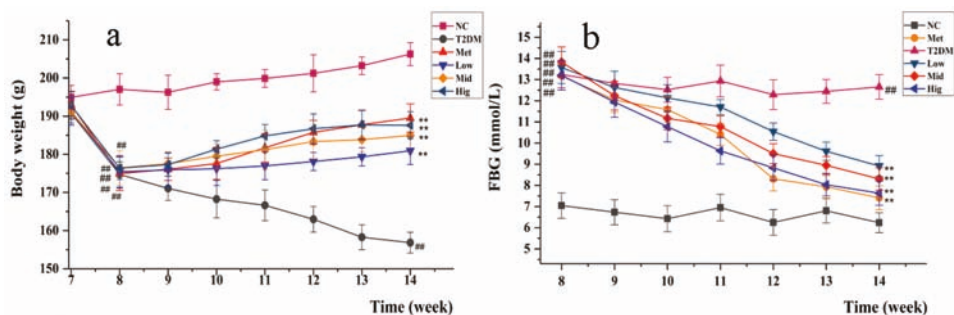 a
NC
T2DM
Met
Low
Mid
Hig
Body weight (g)
210
200
190
180
170
160
150
##
##
##
##
##
**
**
**
**
##
7
8
9
10
11
12
13
14
Time (week)
b
NC
Met
T2DM
Low
Mid
Hig
FBG (mmol/L)
15
14
13
12
11
10
9
8
7
6
5
##
##
##
##
##
##
**
**
**
**
8
9
10
11
12
13
14
Time (week)